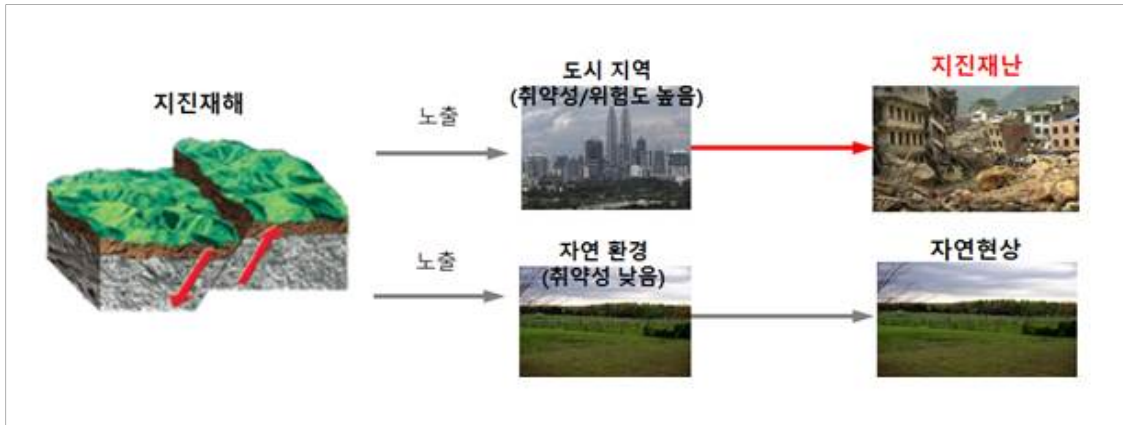 지진재해
노출
도시 지역
(취약성/위험도 높음)
지진재난
노출
자연 환경
(취약성 낮음)
자연현상